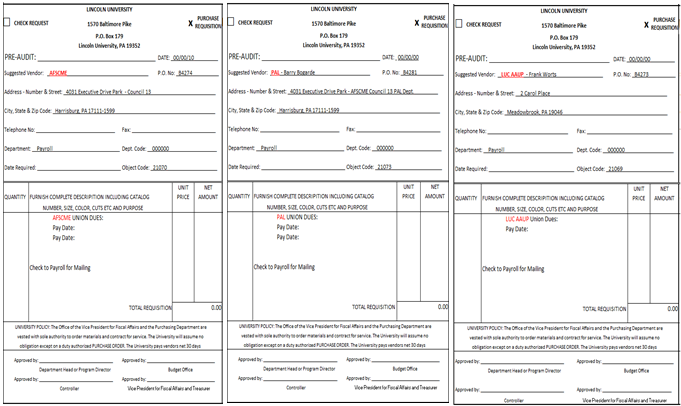 LINCOLN UNIVERSITY
CHECK REQUEST
1570 Baltimore Pike
X PURCHASE REQUISITION
P.O. Box 179
Lincoln University, PA 19352
PRE-AUDIT:
DATE: 00/00/10
Suggested Vendor: AFSCME
P.O. No: 84274
Address - Number & Street: 4031 Executive Drive Park - Council 13
City, State & Zip Code: Harrisburg, PA 17111-1599
Telephone No:
Fax:
Department: Payroll
Dept. Code: 000000
Date Required:
Object Code: 21070
QUANTITY
FURNISH COMPLETE DESCRIPITION INCLUDING CATALOG
NUMBER, SIZE, COLOR, CUTS ETC AND PURPOSE
UNIT PRICE
NET AMOUNT
AFSCME UNION DUES:
Pay Date:
Pay Date:
Check to Payroll for Mailing
TOTAL REQUISITION 0.00
UNIVERSITY POLICY: The Office of the Vice President for Fiscal Affairs and the Purchasing Department are
vested with sole authority to order materials and contract for service. The University will assume no
obligation except on a duty authorized PURCHASE ORDER. The University pays vendors net 30 days
Approved by:
Approved by:
Department Head or Program Director
Budget Office
Approved by:
Approved by:
Controller
Vice President for Fiscal Affairs and Treasurer
LINCOLN UNIVERSITY
CHECK REQUEST
1570 Baltimore Pike
X PURCHASE REQUISITION
P.O. Box 179
Lincoln University, PA 19352
PRE-AUDIT:
DATE: 00/00/00
Suggested Vendor: PAL - Barry Bogarde
P.O. No: 84281
Address - Number & Street: 4031 Executive Drive Park - AFSCME Council 13 PAL Dept.
City, State & Zip Code: Harrisburg, PA 17111-1599
Telephone No:
Fax:
Department: Payroll
Dept. Code: 000000
Date Required:
Object Code: 21073
QUANTITY
FURNISH COMPLETE DESCRIPITION INCLUDING CATALOG
NUMBER, SIZE, COLOR, CUTS ETC AND PURPOSE
UNIT PRICE
NET AMOUNT
PAL UNION DUES:
Pay Date:
Pay Date:
Check to Payroll for Mailing
TOTAL REQUISITION 0.00
UNIVERSITY POLICY: The Office of the Vice President for Fiscal Affairs and the Purchasing Department are
vested with sole authority to order materials and contract for service. The University will assume no
obligation except on a duty authorized PURCHASE ORDER. The University pays vendors net 30 days
Approved by:
Approved by:
Department Head or Program Director
Budget Office
Approved by:
Approved by:
Controller
Vice President for Fiscal Affairs and Treasurer
LINCOLN UNIVERSITY
CHECK REQUEST
1570 Baltimore Pike
X PURCHASE REQUISITION
P.O. Box 179
Lincoln University, PA 19352
PRE-AUDIT:
DATE: 00/00/00
Suggested Vendor: LUC AAUP - Frank Worts
P.O. No: 84273
Address - Number & Street: 2 Carol Place
City, State & Zip Code: Meadowbrook, PA 19046
Telephone No:
Fax:
Department: Payroll
Dept. Code: 000000
Date Required:
Object Code: 21069
QUANTITY
FURNISH COMPLETE DESCRIPITION INCLUDING CATALOG
NUMBER, SIZE, COLOR, CUTS ETC AND PURPOSE
UNIT PRICE
NET AMOUNT
LUC AAUP Union Dues:
Pay Date:
Pay Date:
Check to Payroll for Mailing
TOTAL REQUISITION 0.00
UNIVERSITY POLICY: The Office of the Vice President for Fiscal Affairs and the Purchasing Department are
vested with sole authority to order materials and contract for service. The University will assume no
obligation except on a duty authorized PURCHASE ORDER. The University pays vendors net 30 days
Approved by:
Approved by:
Department Head or Program Director
Budget Office
Approved by:
Approved by:
Controller
Vice President for Fiscal Affairs and Treasurer